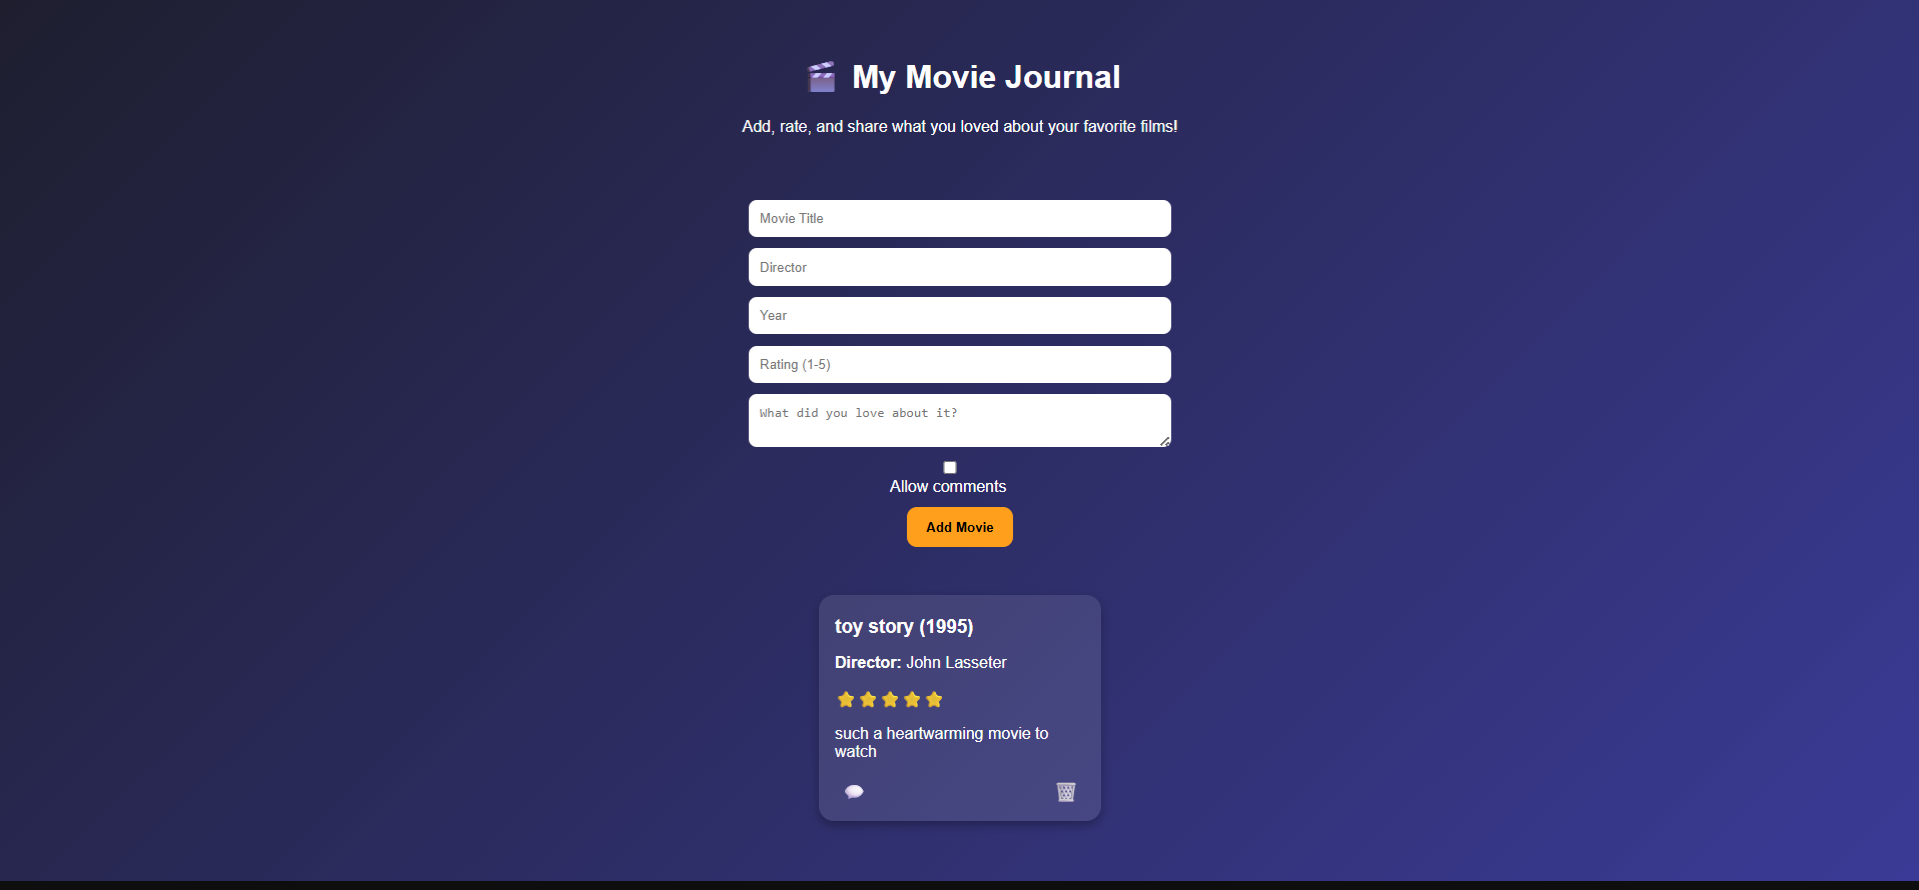 🎬 My Movie Journal
Add, rate, and share what you loved about your favorite films!
Movie Title
Director
Year
Rating (1-5)
What did you love about it?
Allow comments
Add Movie
toy story (1995)
Director: John Lasseter
⭐⭐⭐⭐⭐
such a heartwarming movie to
watch